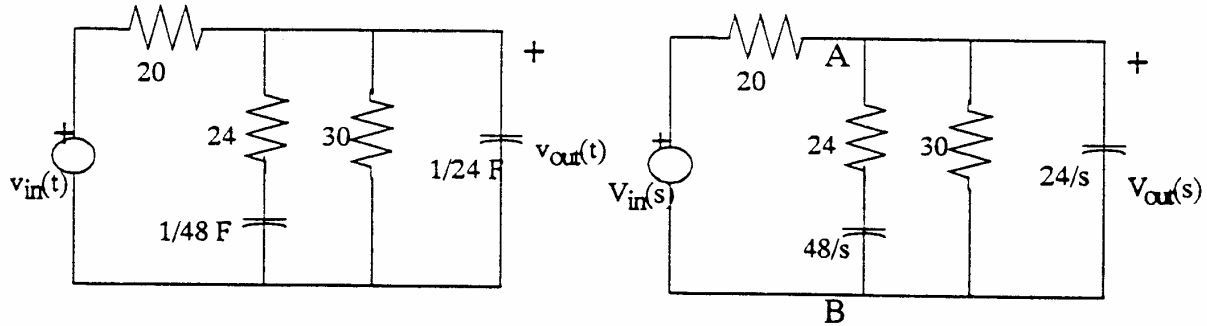 20
24
30
1/24 F
1/48 F
+
v_in(t)
+
v_out(t)
20
A
24
30
24/s
48/s
B
+
V_in(s)
+
V_out(s)